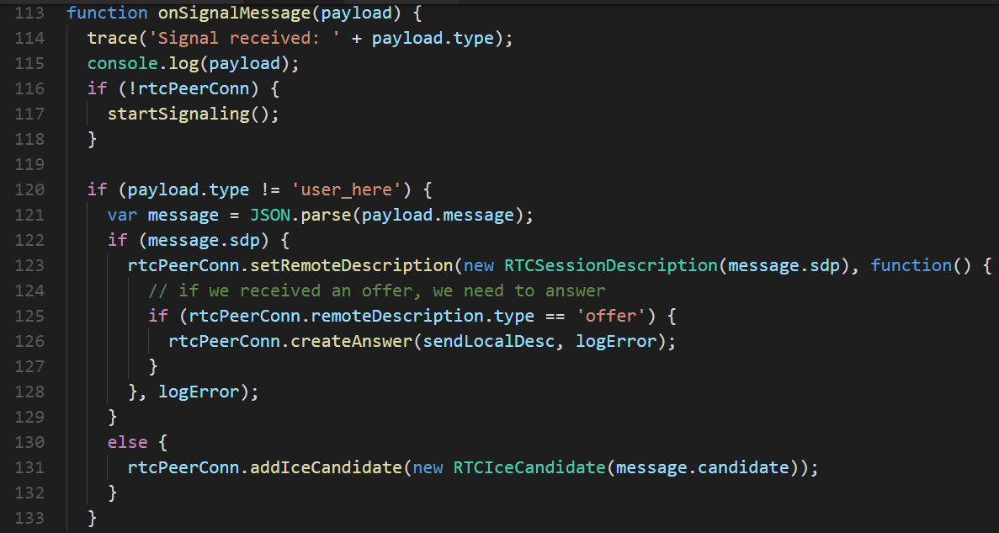 113 function onSignalMessage(payload) {
114   trace('Signal received: ' + payload.type);
115   console.log(payload);
116   if (!rtcPeerConn) {
117     startSignaling();
118   }
119
120   if (payload.type != 'user_here') {
121     var message = JSON.parse(payload.message);
122     if (message.sdp) {
123       rtcPeerConn.setRemoteDescription(new RTCSessionDescription(message.sdp), function() {
124         // if we received an offer, we need to answer
125         if (rtcPeerConn.remoteDescription.type == 'offer') {
126           rtcPeerConn.createAnswer(sendLocalDesc, logError);
127         }
128       }, logError);
129     }
130     else {
131       rtcPeerConn.addIceCandidate(new RTCIceCandidate(message.candidate));
132     }
133   }